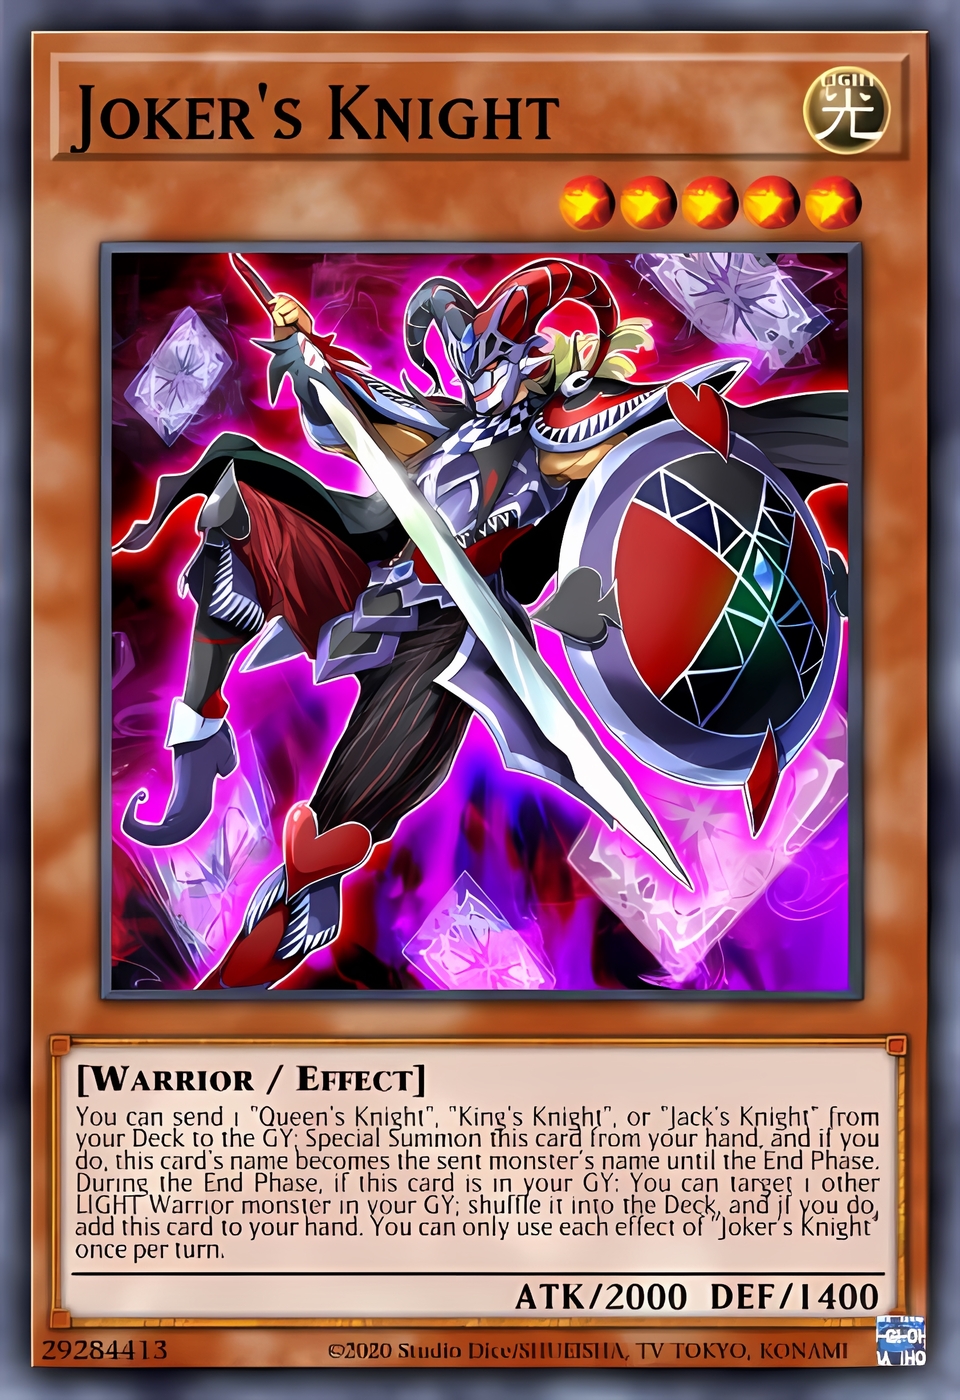 Joker's Knight
光
[Warrior / Effect]
You can send 1 "Queen's Knight", "King's Knight", or "Jack's Knight" from
your Deck to the GY; Special Summon this card from your hand, and if you
do, this card's name becomes the sent monster's name until the End Phase.
During the End Phase, if this card is in your GY: You can target 1 other
LIGHT Warrior monster in your GY; shuffle it into the Deck, and if you do,
add this card to your hand. You can only use each effect of "Joker's Knight"
once per turn.
ATK/2000 DEF/1400
29284413
©2020 Studio Dice/SHUEISHA, TV TOKYO, KONAMI